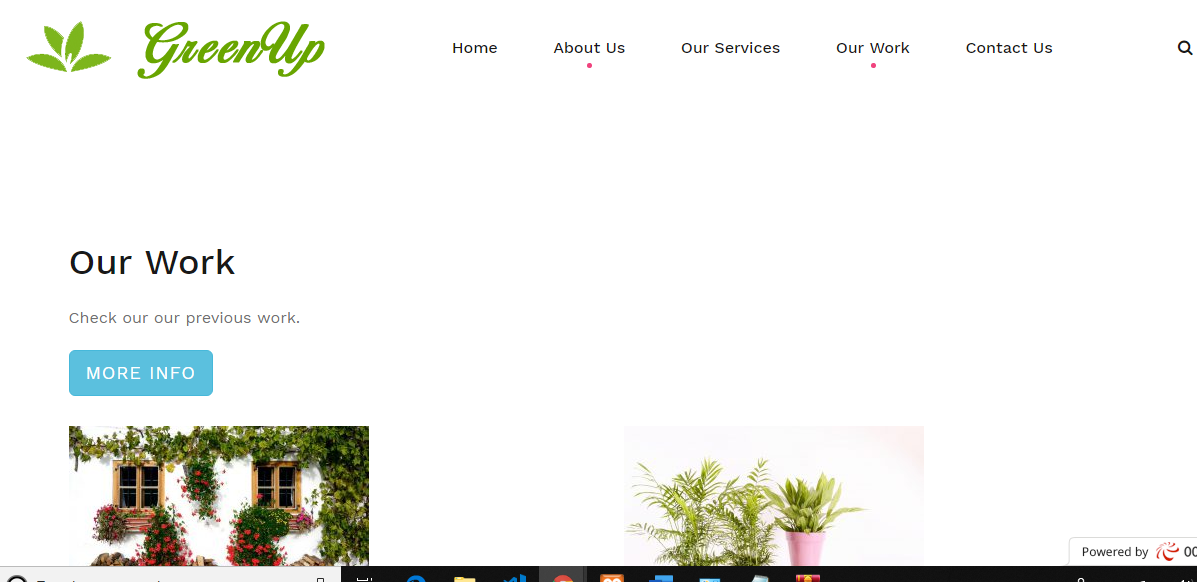 GreenUp
Home About Us Our Services Our Work Contact Us
Our Work
Check our our previous work.
MORE INFO
Powered by